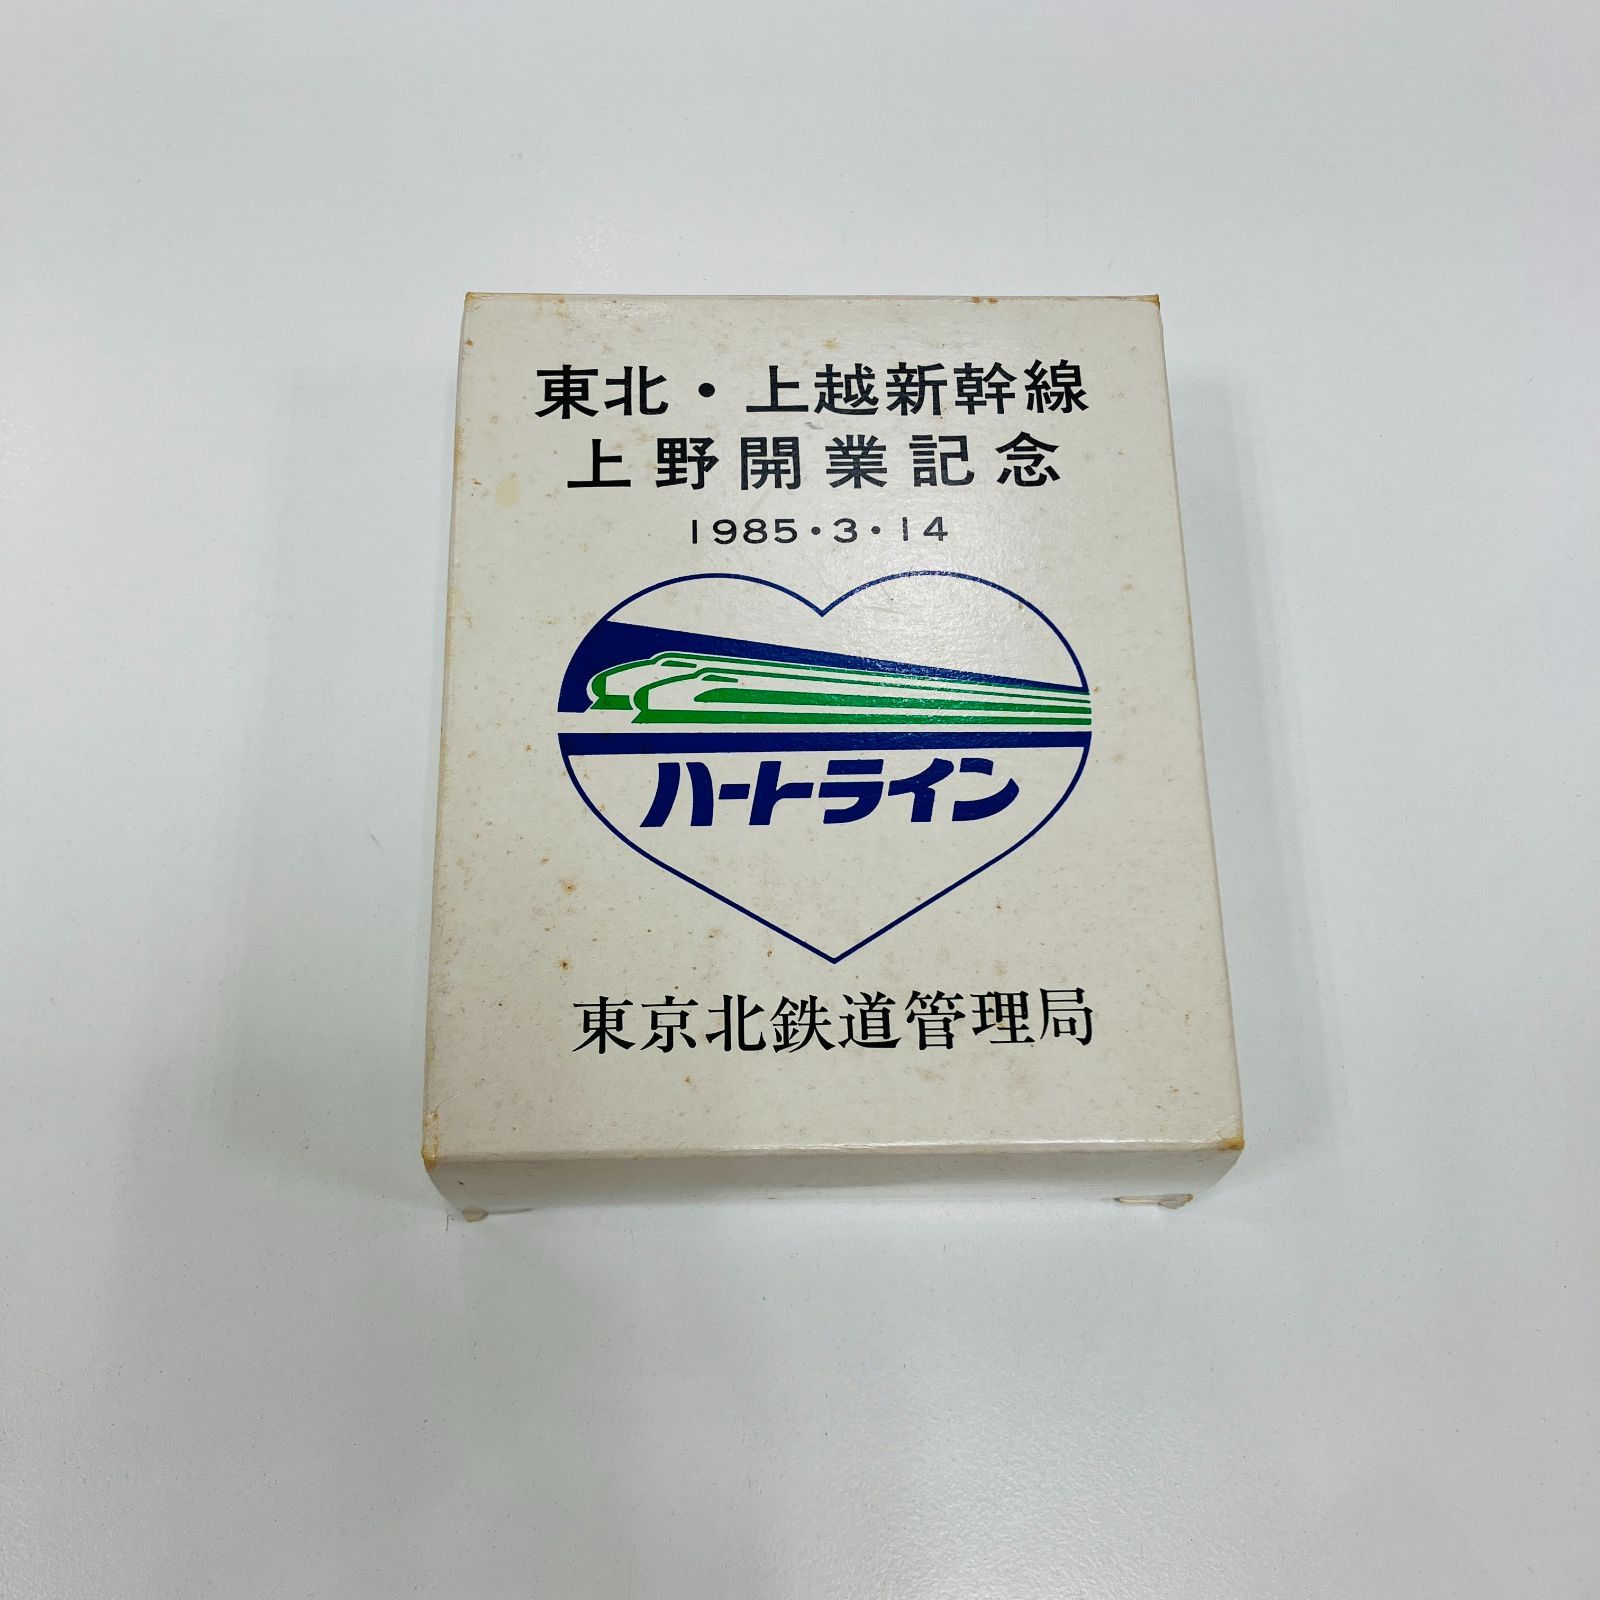 東北・上越新幹線
上野開業記念
1985・3・14
ハートライン
東京北鉄道管理局